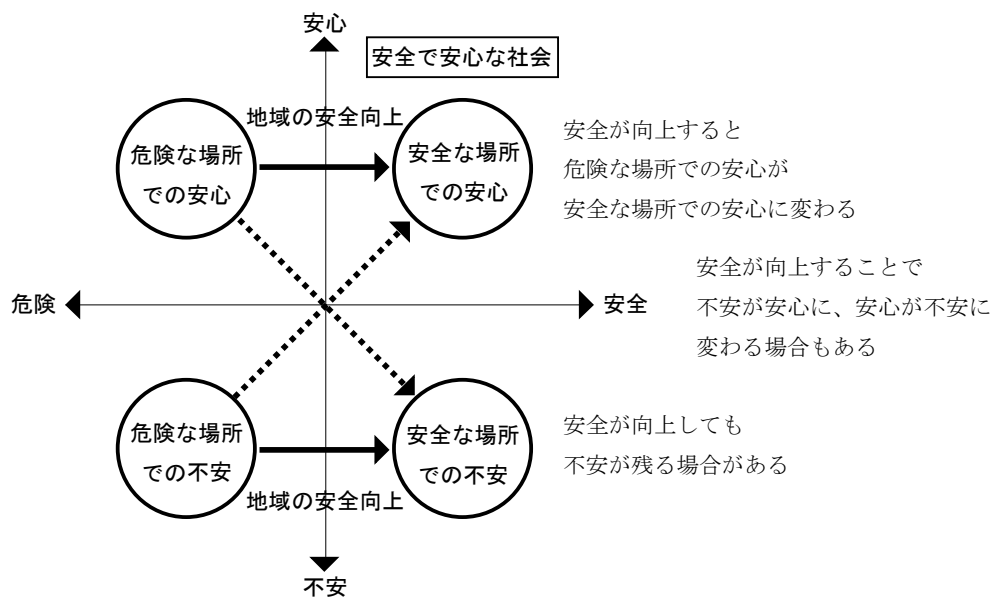 安心
安全で安心な社会
地域の安全向上
危険な場所
での安心
安全な場所
での安心
安全が向上すると
危険な場所での安心が
安全な場所での安心に変わる
危険
安全
安全が向上することで
不安が安心に、安心が不安に
変わる場合もある
危険な場所
での不安
安全な場所
での不安
安全が向上しても
不安が残る場合がある
地域の安全向上
不安